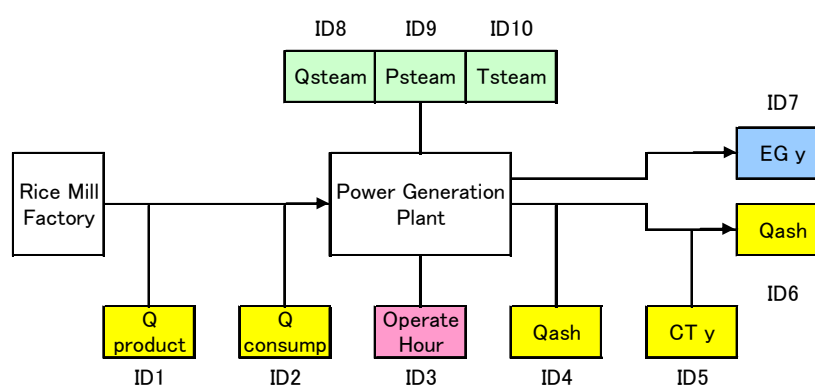 ID8
ID9
ID10
Qsteam
Psteam
Tsteam
ID7
EG y
Rice Mill
Factory
Power Generation
Plant
Qash
ID6
Q
product
Q
consump
Operate
Hour
Qash
CT y
ID1
ID2
ID3
ID4
ID5